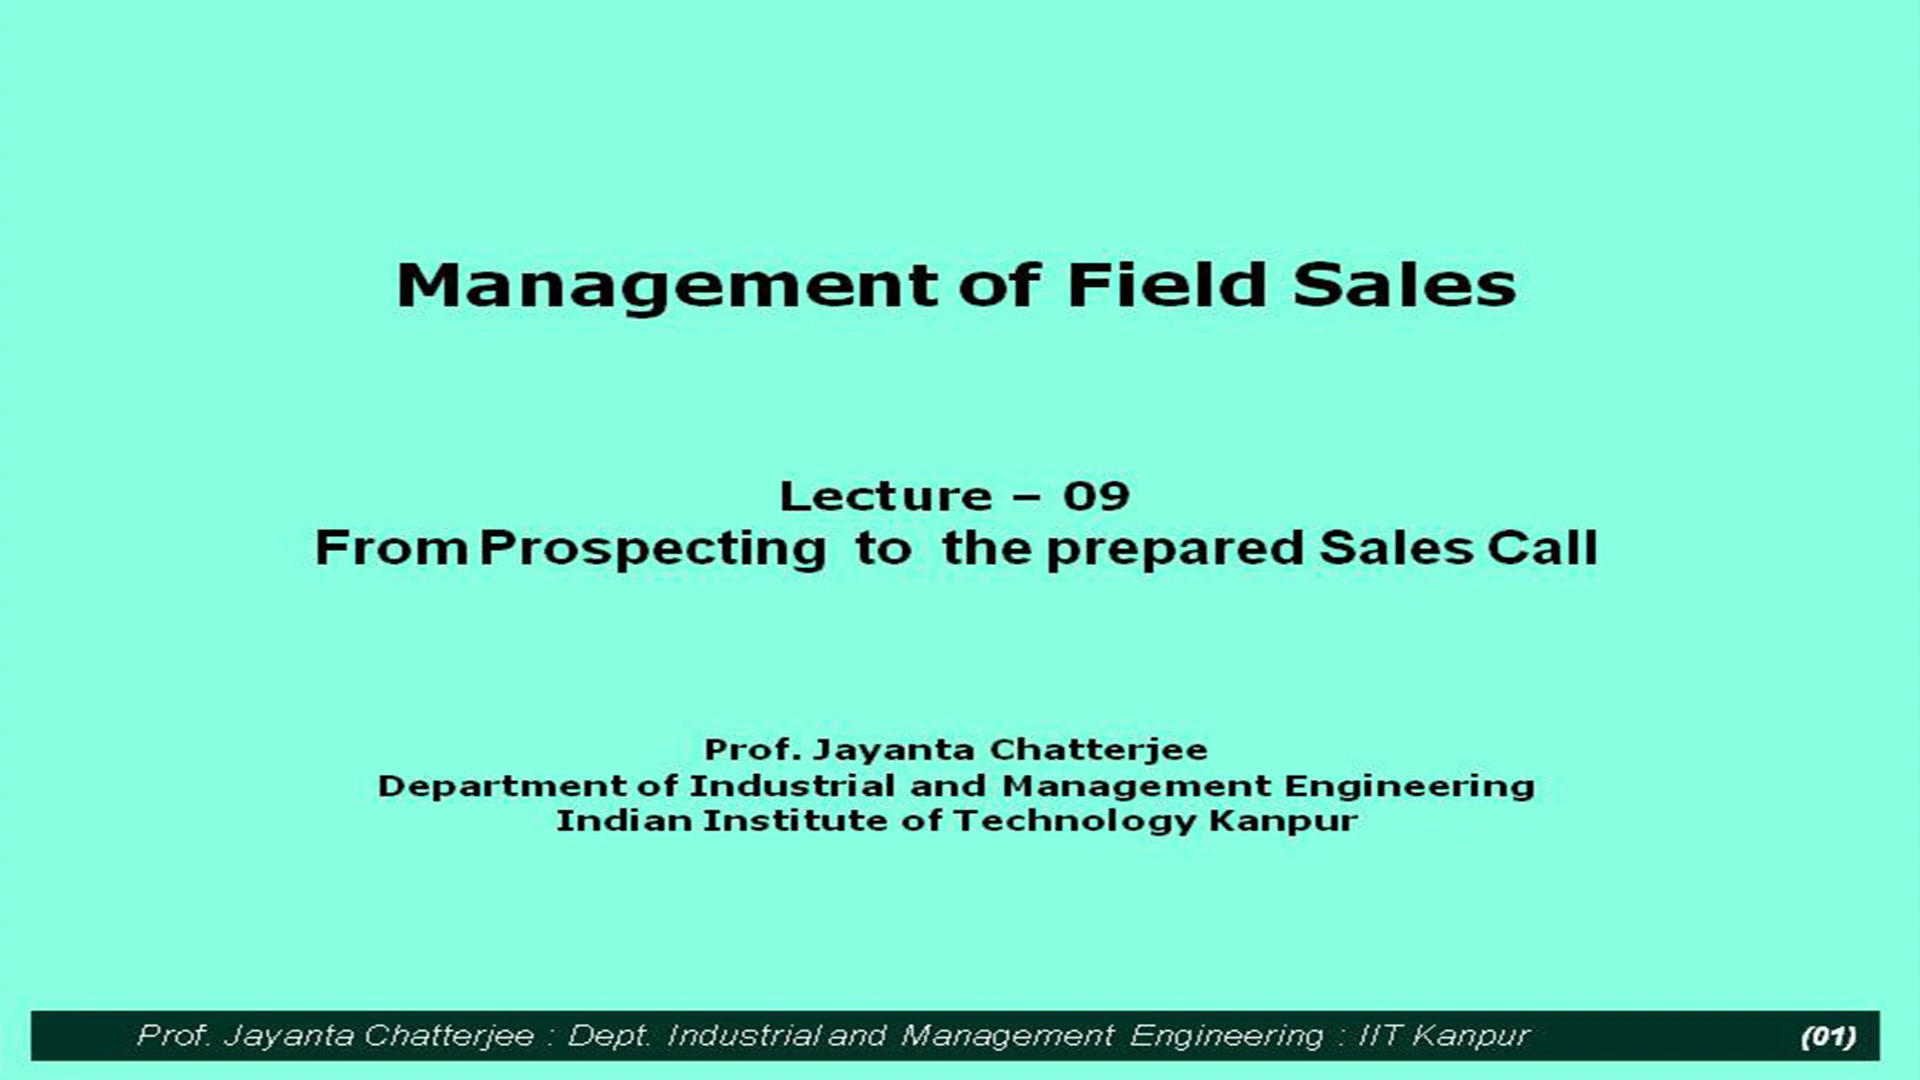 Management of Field Sales
Lecture – 09
From Prospecting to the prepared Sales Call
Prof. Jayanta Chatterjee
Department of Industrial and Management Engineering
Indian Institute of Technology Kanpur
Prof. Jayanta Chatterjee : Dept. Industrial and Management Engineering : IIT Kanpur (01)